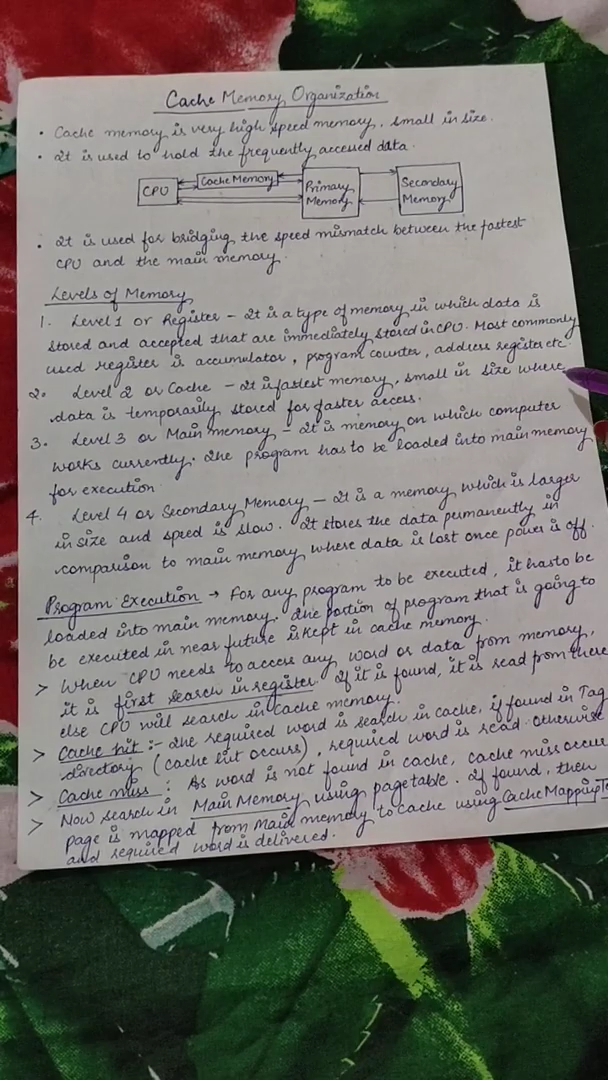 Cache Memory Organization
• Cache memory is very high speed memory, small in size.
• It is used to hold the frequently accessed data.
CPU
Cache Memory
Primary Memory
Secondary Memory
• It is used for bridging the speed mismatch between the fastest
CPU and the main memory.
Levels of Memory
1. Level 1 or Register - It is a type of memory in which data is
stored and accepted that are immediately stored in CPU. Most commonly
used register is accumulator, program counter, address register etc.
2. Level 2 or Cache - It is fastest memory, small in size where
data is temporarily stored for faster access.
3. Level 3 or Main memory - It is memory on which computer
works currently. The program has to be loaded into main memory
for execution
4. Level 4 or Secondary Memory - It is a memory which is larger
in size and speed is slow. It stores the data permanently in
comparison to main memory where data is lost once power is off.
Program Execution → For any program to be executed, it has to be
loaded into main memory. The portion of program that is going to
be executed in near future is kept in cache memory.
> When CPU needs to access any word or data from memory,
it is first search in register. If it is found, it is read from there
else CPU will search in cache memory.
> Cache hit :- The required word is search in cache, if found in Tag
directory (cache hit occurs), required word is read otherwise
> Cache miss : As word is not found in cache, cache miss occur
> Now search in Main Memory using page table. If found, then
page is mapped from Main memory to cache using Cache Mapping
and required word is delivered.